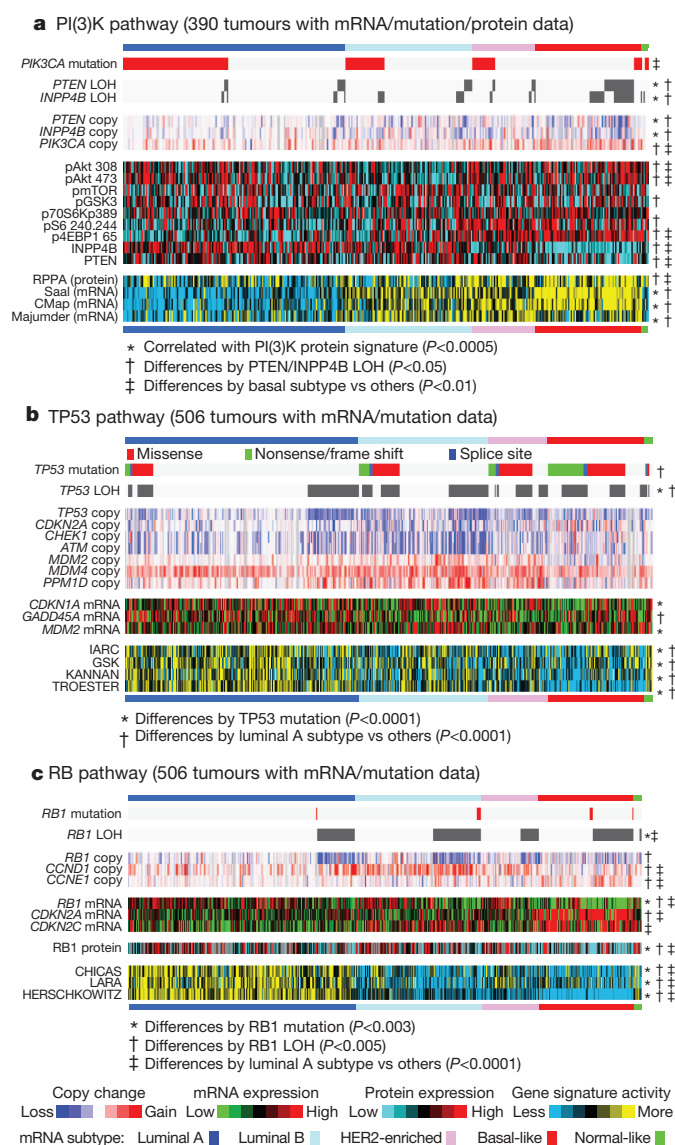 a PI(3)K pathway (390 tumours with mRNA/mutation/protein data)
PIK3CA mutation ‡
PTEN LOH * †
INPP4B LOH * †
PTEN copy * †
INPP4B copy * †
PIK3CA copy † ‡
pAkt 308 † ‡
pAkt 473 † ‡
pmTOR
pGSK3 †
p70S6Kp389
pS6 240.244 †
p4EBP1 65 † ‡
INPP4B † ‡
PTEN † ‡
RPPA (protein) † ‡
Saal (mRNA) * †
CMap (mRNA) * †
Majumder (mRNA) * †
* Correlated with PI(3)K protein signature (P<0.0005)
† Differences by PTEN/INPP4B LOH (P<0.05)
‡ Differences by basal subtype vs others (P<0.01)
b TP53 pathway (506 tumours with mRNA/mutation data)
Missense Nonsense/frame shift Splice site
TP53 mutation †
TP53 LOH * †
TP53 copy
CDKN2A copy
CHEK1 copy
ATM copy
MDM2 copy
MDM4 copy
PPM1D copy
CDKN1A mRNA *
GADD45A mRNA †
MDM2 mRNA *
IARC * †
GSK * †
KANNAN * †
TROESTER * †
* Differences by TP53 mutation (P<0.0001)
† Differences by luminal A subtype vs others (P<0.0001)
c RB pathway (506 tumours with mRNA/mutation data)
RB1 mutation
RB1 LOH *‡
RB1 copy †
CCND1 copy † ‡
CCNE1 copy † ‡
RB1 mRNA * † ‡
CDKN2A mRNA † ‡
CDKN2C mRNA ‡
RB1 protein * † ‡
CHICAS * † ‡
LARA * † ‡
HERSCHKOWITZ * † ‡
* Differences by RB1 mutation (P<0.003)
† Differences by RB1 LOH (P<0.005)
‡ Differences by luminal A subtype vs others (P<0.0001)
Copy change mRNA expression Protein expression Gene signature activity
Loss Gain Low High Low High Less More
mRNA subtype: Luminal A Luminal B HER2-enriched Basal-like Normal-like